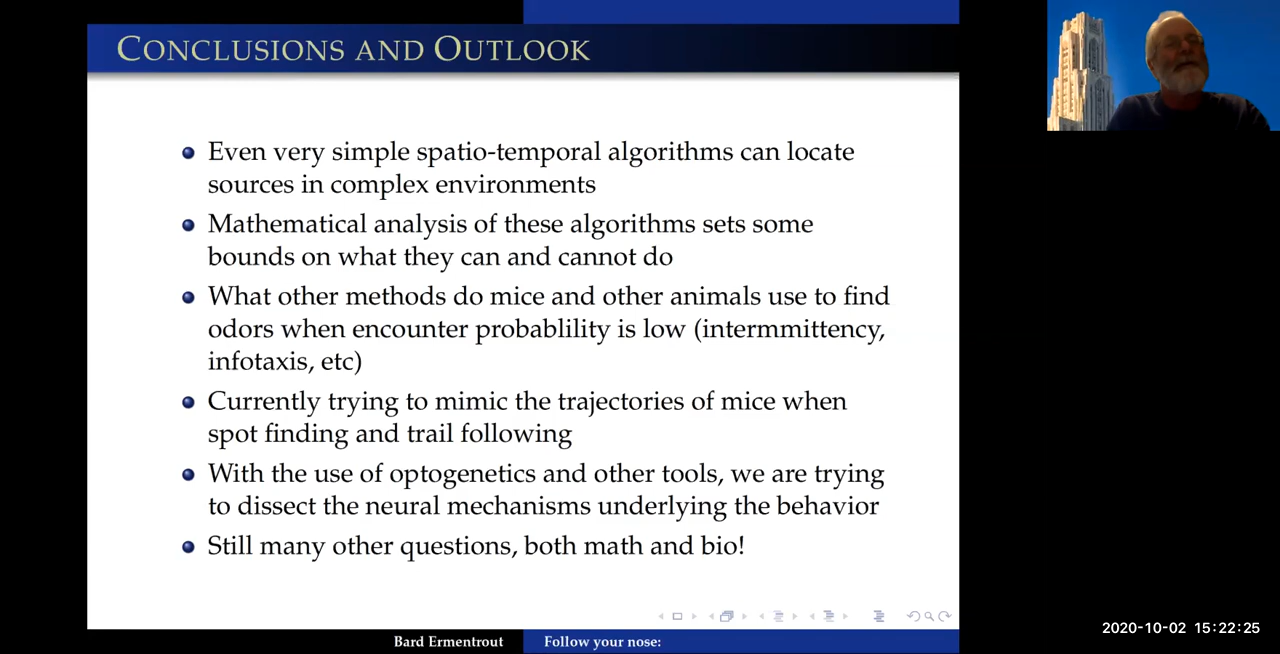 CONCLUSIONS AND OUTLOOK
Even very simple spatio-temporal algorithms can locate
sources in complex environments
Mathematical analysis of these algorithms sets some
bounds on what they can and cannot do
What other methods do mice and other animals use to find
odors when encounter probablility is low (intermmittency,
infotaxis, etc)
Currently trying to mimic the trajectories of mice when
spot finding and trail following
With the use of optogenetics and other tools, we are trying
to dissect the neural mechanisms underlying the behavior
Still many other questions, both math and bio!
Bard Ermentrout
Follow your nose:
2020-10-02 15:22:25